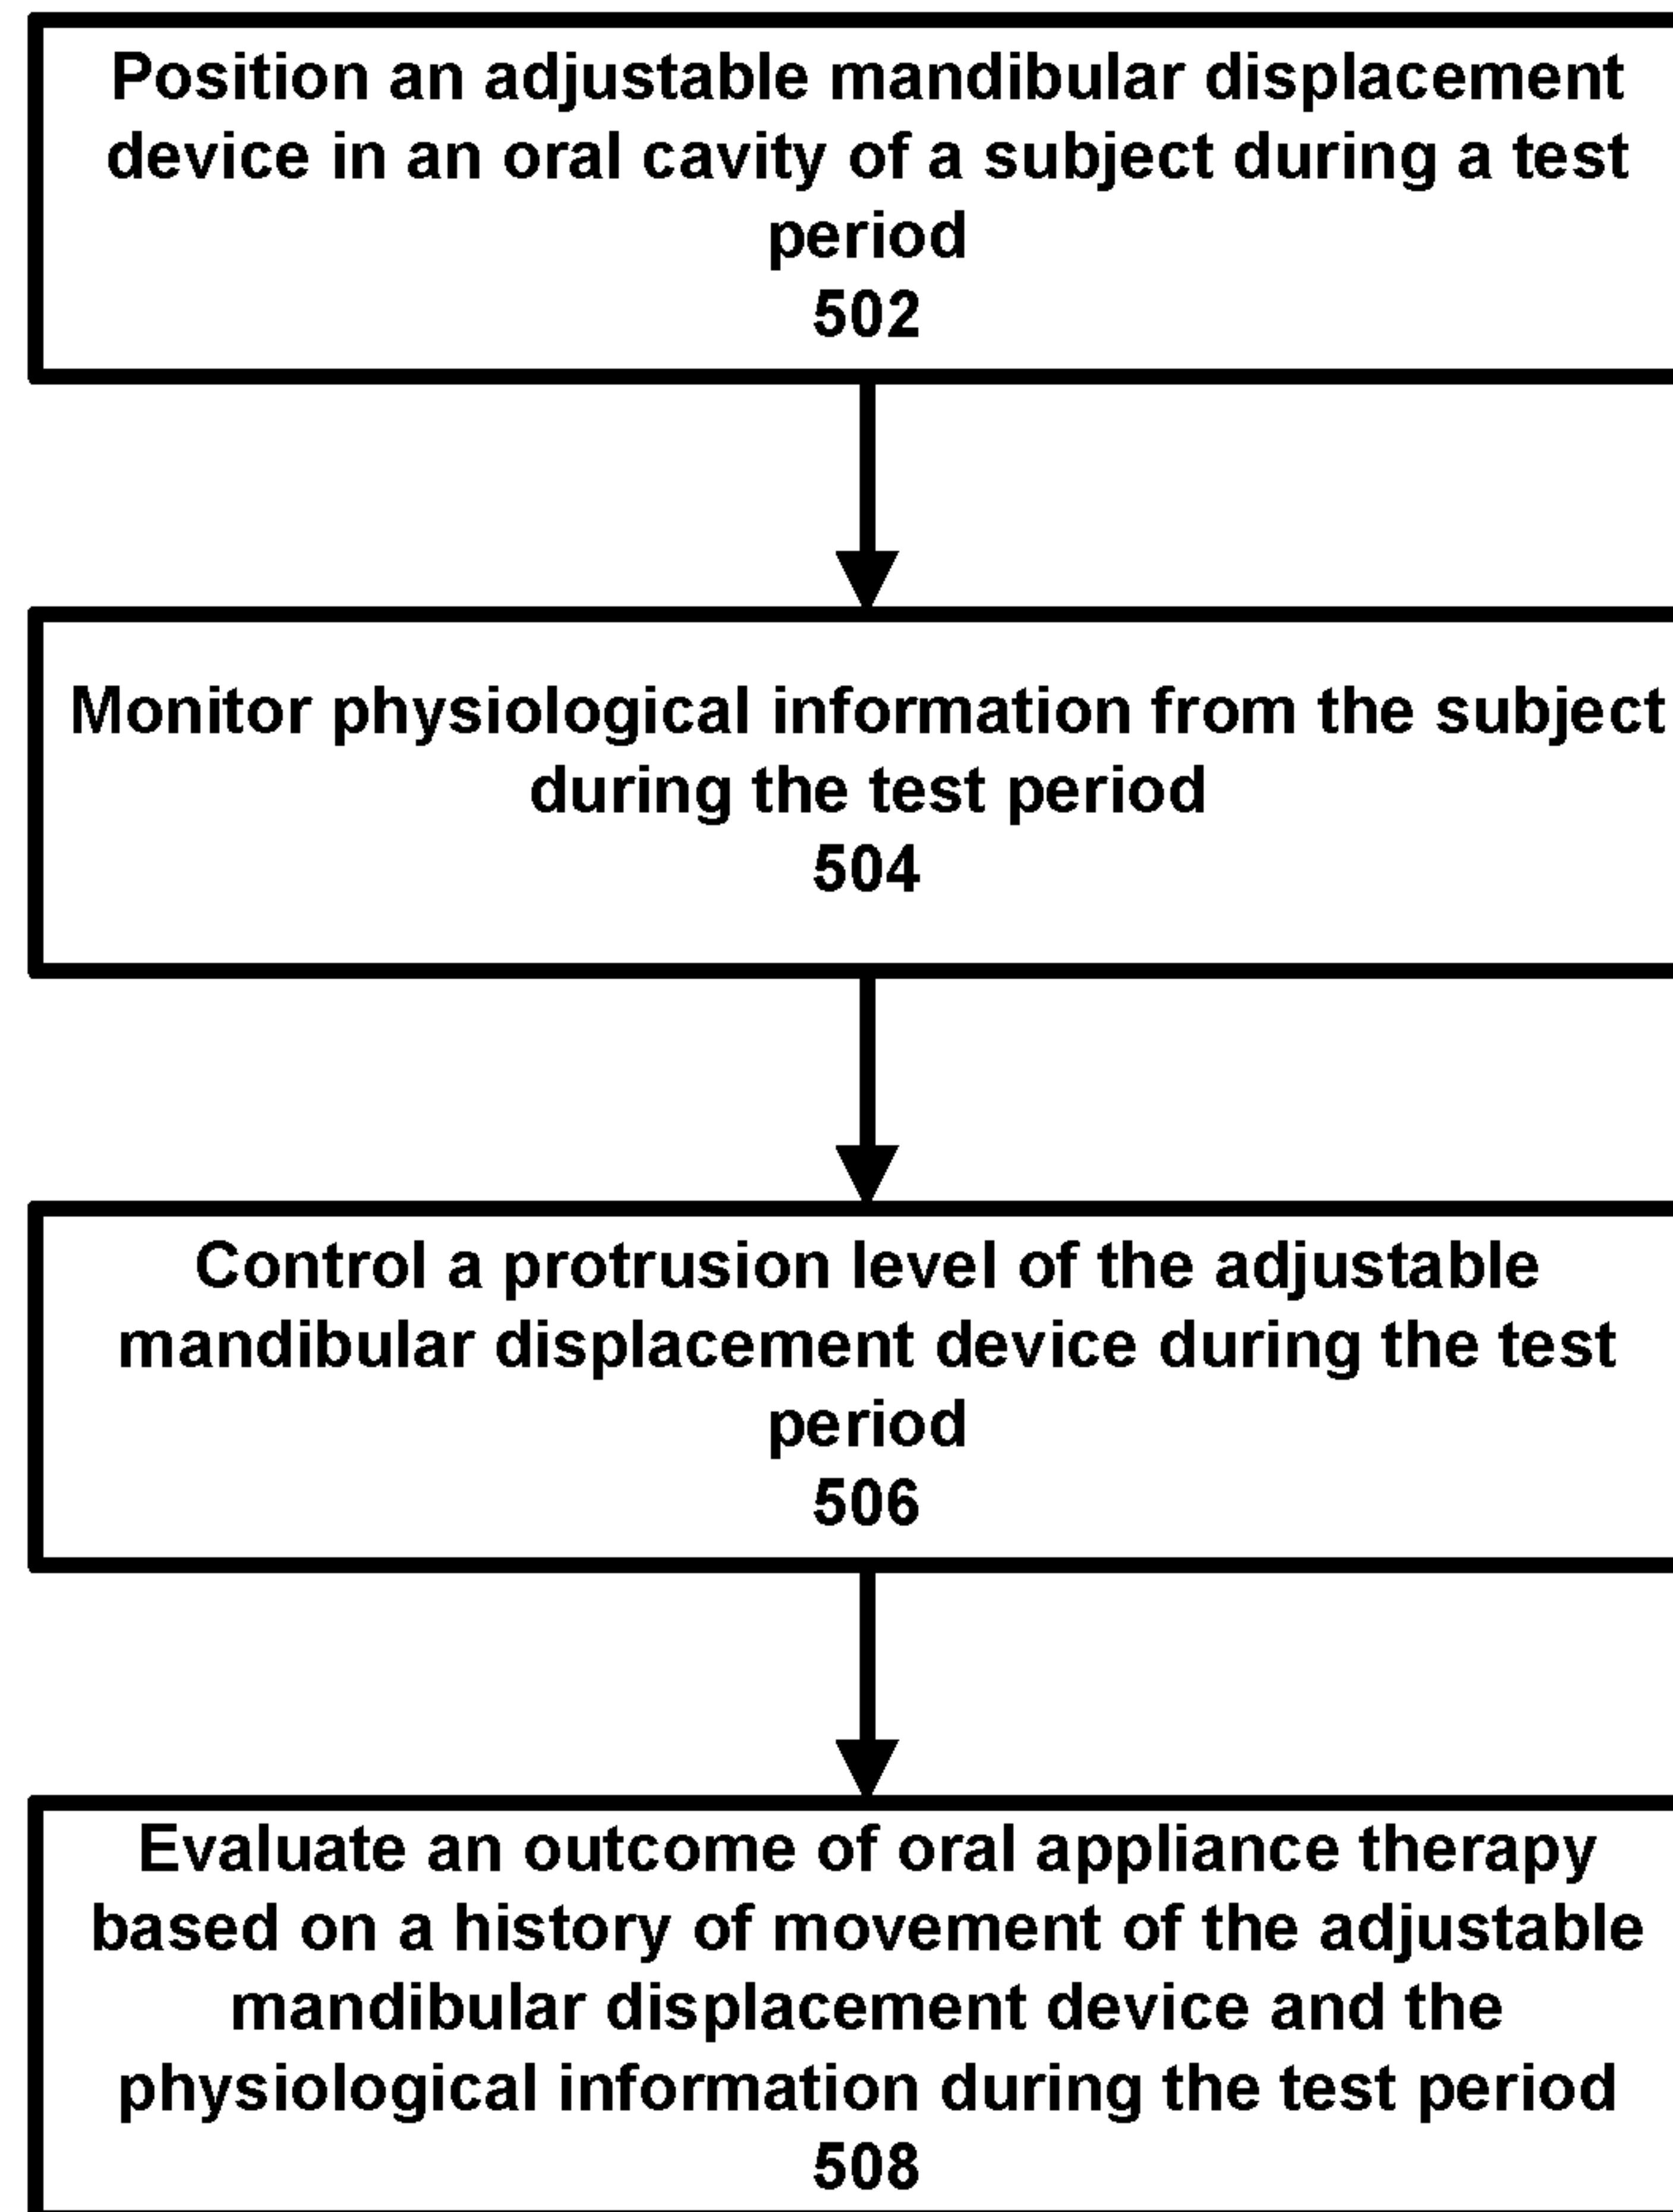 Position an adjustable mandibular displacement
device in an oral cavity of a subject during a test
period
502
Monitor physiological information from the subject
during the test period
504
Control a protrusion level of the adjustable
mandibular displacement device during the test
period
506
Evaluate an outcome of oral appliance therapy
based on a history of movement of the adjustable
mandibular displacement device and the
physiological information during the test period
508